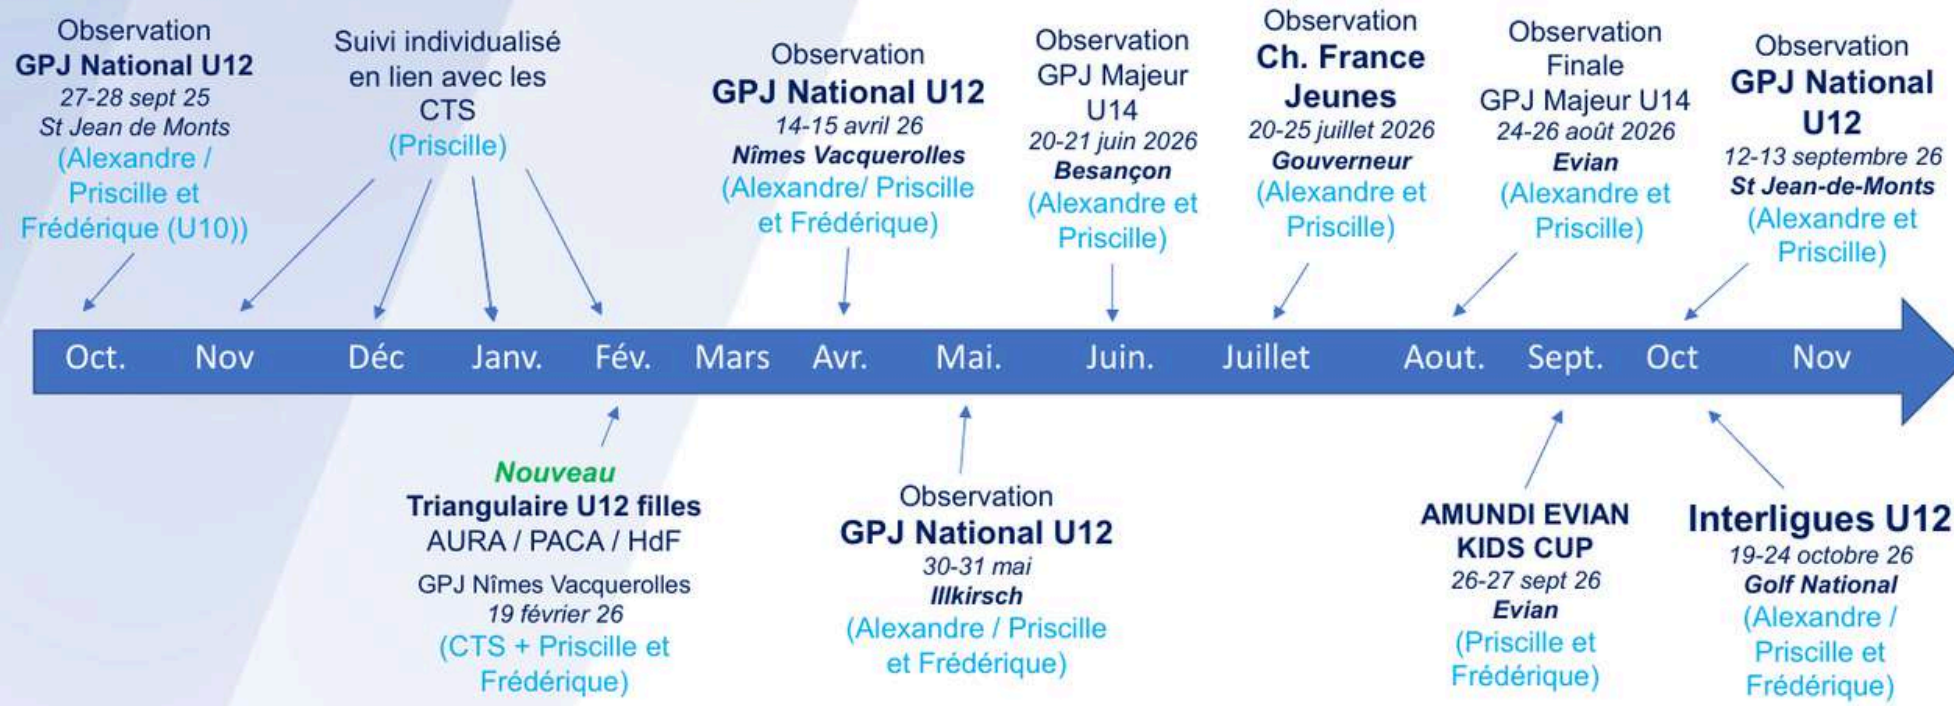 Observation
GPJ National U12
27-28 sept 25
St Jean de Monts
(Alexandre /
Priscille et
Frédérique (U10))
Suivi individualisé
en lien avec les
CTS
(Priscille)
Observation
GPJ National U12
14-15 avril 26
Nîmes Vacquerolles
(Alexandre/ Priscille
et Frédérique)
Observation
GPJ Majeur
U14
20-21 juin 2026
Besançon
(Alexandre et
Priscille)
Observation
Ch. France
Jeunes
20-25 juillet 2026
Gouverneur
(Alexandre et
Priscille)
Observation
Finale
GPJ Majeur U14
24-26 août 2026
Evian
(Alexandre et
Priscille)
Observation
GPJ National
U12
12-13 septembre 26
St Jean-de-Monts
(Alexandre et
Priscille)
Oct. Nov Déc Janv. Fév. Mars Avr. Mai. Juin. Juillet Aout. Sept. Oct Nov
Nouveau
Triangulaire U12 filles
AURA / PACA / HdF
GPJ Nîmes Vacquerolles
19 février 26
(CTS + Priscille et
Frédérique)
Observation
GPJ National U12
30-31 mai
Illkirsch
(Alexandre / Priscille
et Frédérique)
AMUNDI EVIAN
KIDS CUP
26-27 sept 26
Evian
(Priscille et
Frédérique)
Interligues U12
19-24 octobre 26
Golf National
(Alexandre /
Priscille et
Frédérique)